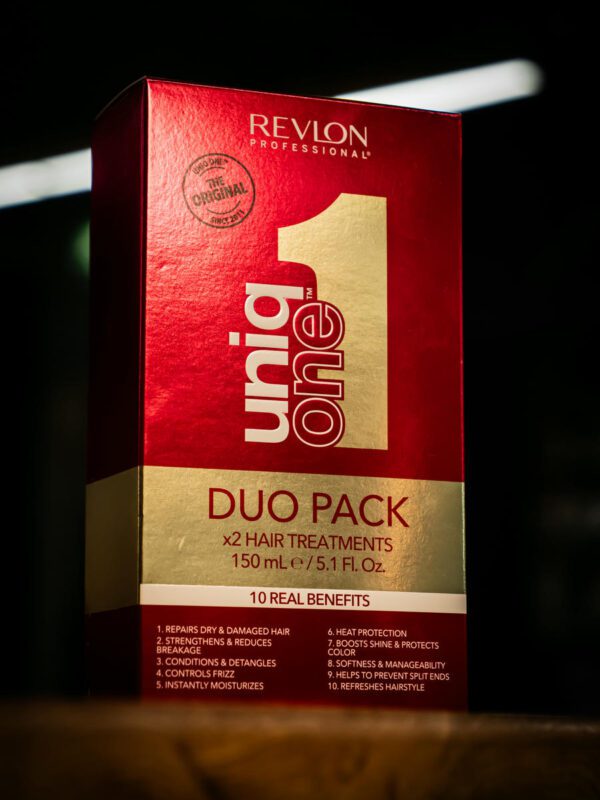 REVLON
PROFESSIONAL®
UNIQ ONE™
THE
ORIGINAL
uniq
one™
1
DUO PACK
x2 HAIR TREATMENTS
150 mL ℮ / 5.1 Fl. Oz.
10 REAL BENEFITS
1. REPAIRS DRY & DAMAGED HAIR
2. STRENGTHENS & REDUCES
BREAKAGE
3. CONDITIONS & DETANGLES
4. CONTROLS FRIZZ
5. INSTANTLY MOISTURIZES
6. HEAT PROTECTION
7. BOOSTS SHINE & PROTECTS
COLOR
8. SOFTNESS & MANAGEABILITY
9. HELPS TO PREVENT SPLIT ENDS
10. REFRESHES HAIRSTYLE